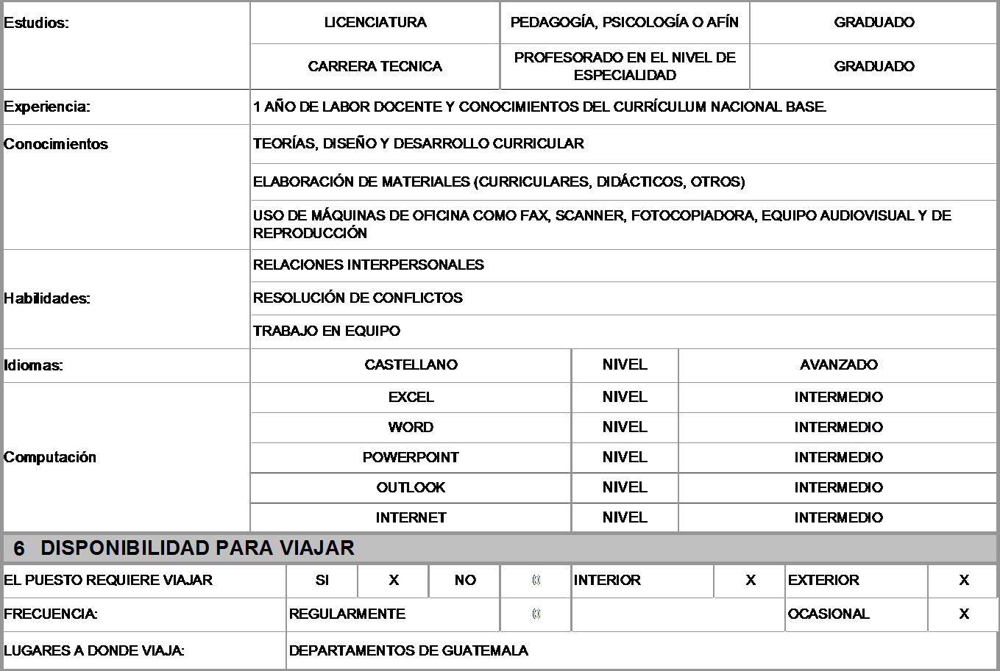 Estudios: LICENCIATURA PEDAGOGÍA, PSICOLOGÍA O AFÍN GRADUADO
CARRERA TECNICA PROFESORADO EN EL NIVEL DE
ESPECIALIDAD GRADUADO
Experiencia: 1 AÑO DE LABOR DOCENTE Y CONOCIMIENTOS DEL CURRÍCULUM NACIONAL BASE.
Conocimientos TEORÍAS, DISEÑO Y DESARROLLO CURRICULAR
ELABORACIÓN DE MATERIALES (CURRICULARES, DIDÁCTICOS, OTROS)
USO DE MÁQUINAS DE OFICINA COMO FAX, SCANNER, FOTOCOPIADORA, EQUIPO AUDIOVISUAL Y DE
REPRODUCCIÓN
RELACIONES INTERPERSONALES
Habilidades: RESOLUCIÓN DE CONFLICTOS
TRABAJO EN EQUIPO
Idiomas: CASTELLANO NIVEL AVANZADO
EXCEL NIVEL INTERMEDIO
WORD NIVEL INTERMEDIO
Computación POWERPOINT NIVEL INTERMEDIO
OUTLOOK NIVEL INTERMEDIO
INTERNET NIVEL INTERMEDIO
6 DISPONIBILIDAD PARA VIAJAR
EL PUESTO REQUIERE VIAJAR SI X NO 0 INTERIOR X EXTERIOR X
FRECUENCIA: REGULARMENTE 0 OCASIONAL X
LUGARES A DONDE VIAJA: DEPARTAMENTOS DE GUATEMALA